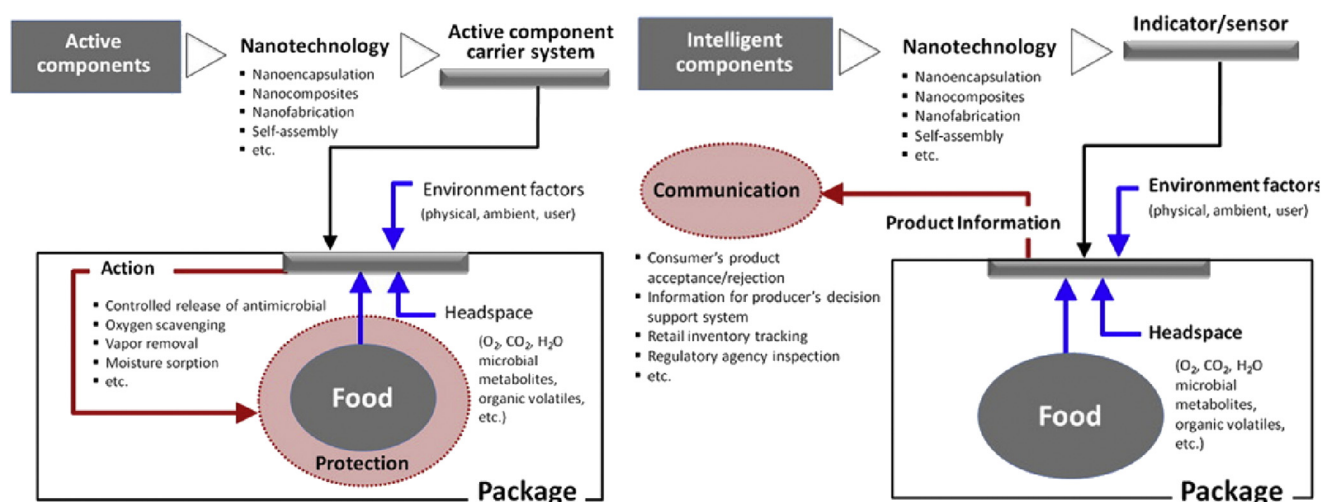 Active
components
Nanotechnology
▪ Nanoencapsulation
▪ Nanocomposites
▪ Nanofabrication
▪ Self-assembly
▪ etc.
Active component
carrier system
Environment factors
(physical, ambient, user)
Action
▪ Controlled release of antimicrobial
▪ Oxygen scavenging
▪ Vapor removal
▪ Moisture sorption
▪ etc.
Headspace
(O₂, CO₂, H₂O
microbial
metabolites,
organic volatiles,
etc.)
Food
Protection
Package
Intelligent
components
Nanotechnology
▪ Nanoencapsulation
▪ Nanocomposites
▪ Nanofabrication
▪ Self-assembly
▪ etc.
Indicator/sensor
Communication
Product Information
Environment factors
(physical, ambient, user)
▪ Consumer's product
acceptance/rejection
▪ Information for producer's decision
support system
▪ Retail inventory tracking
▪ Regulatory agency inspection
▪ etc.
Headspace
(O₂, CO₂, H₂O
microbial
metabolites,
organic volatiles,
etc.)
Food
Package